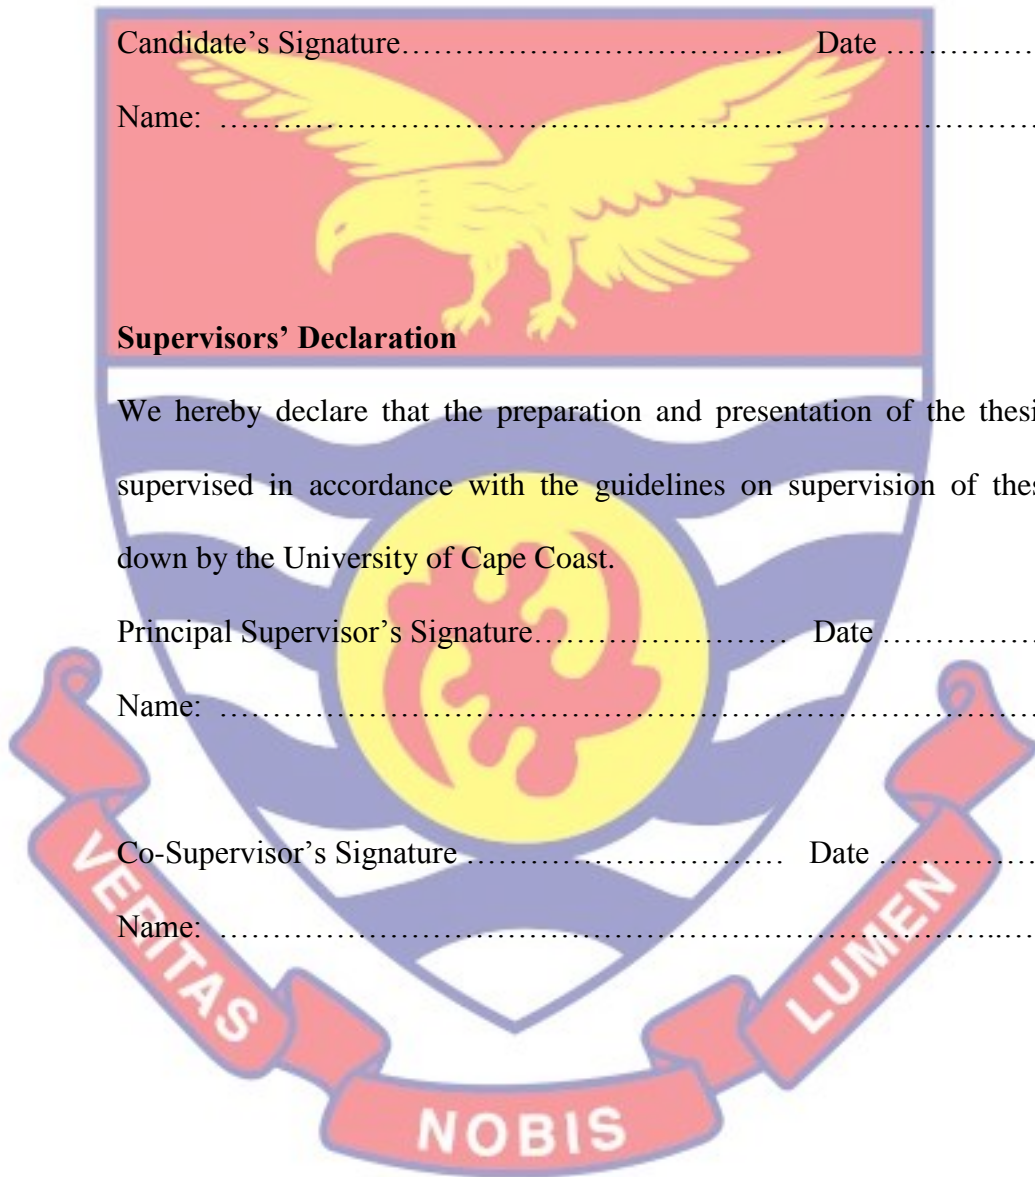 Candidate's Signature……………………………… Date ……………
Name: ……………………………………………………………………
Supervisors' Declaration
We hereby declare that the preparation and presentation of the thesi
supervised in accordance with the guidelines on supervision of thes
down by the University of Cape Coast.
Principal Supervisor's Signature…………………… Date ……………
Name: ……………………………………………………………………
Co-Supervisor's Signature ………………………… Date ……………
Name: ………………………………………………………………..…
VERITAS
NOBIS
LUMEN